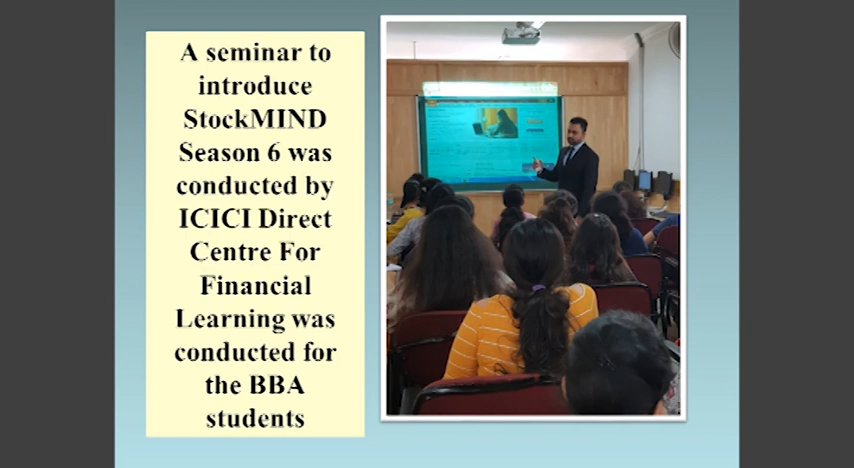 A seminar to
introduce
StockMIND
Season 6 was
conducted by
ICICI Direct
Centre For
Financial
Learning was
conducted for
the BBA
students